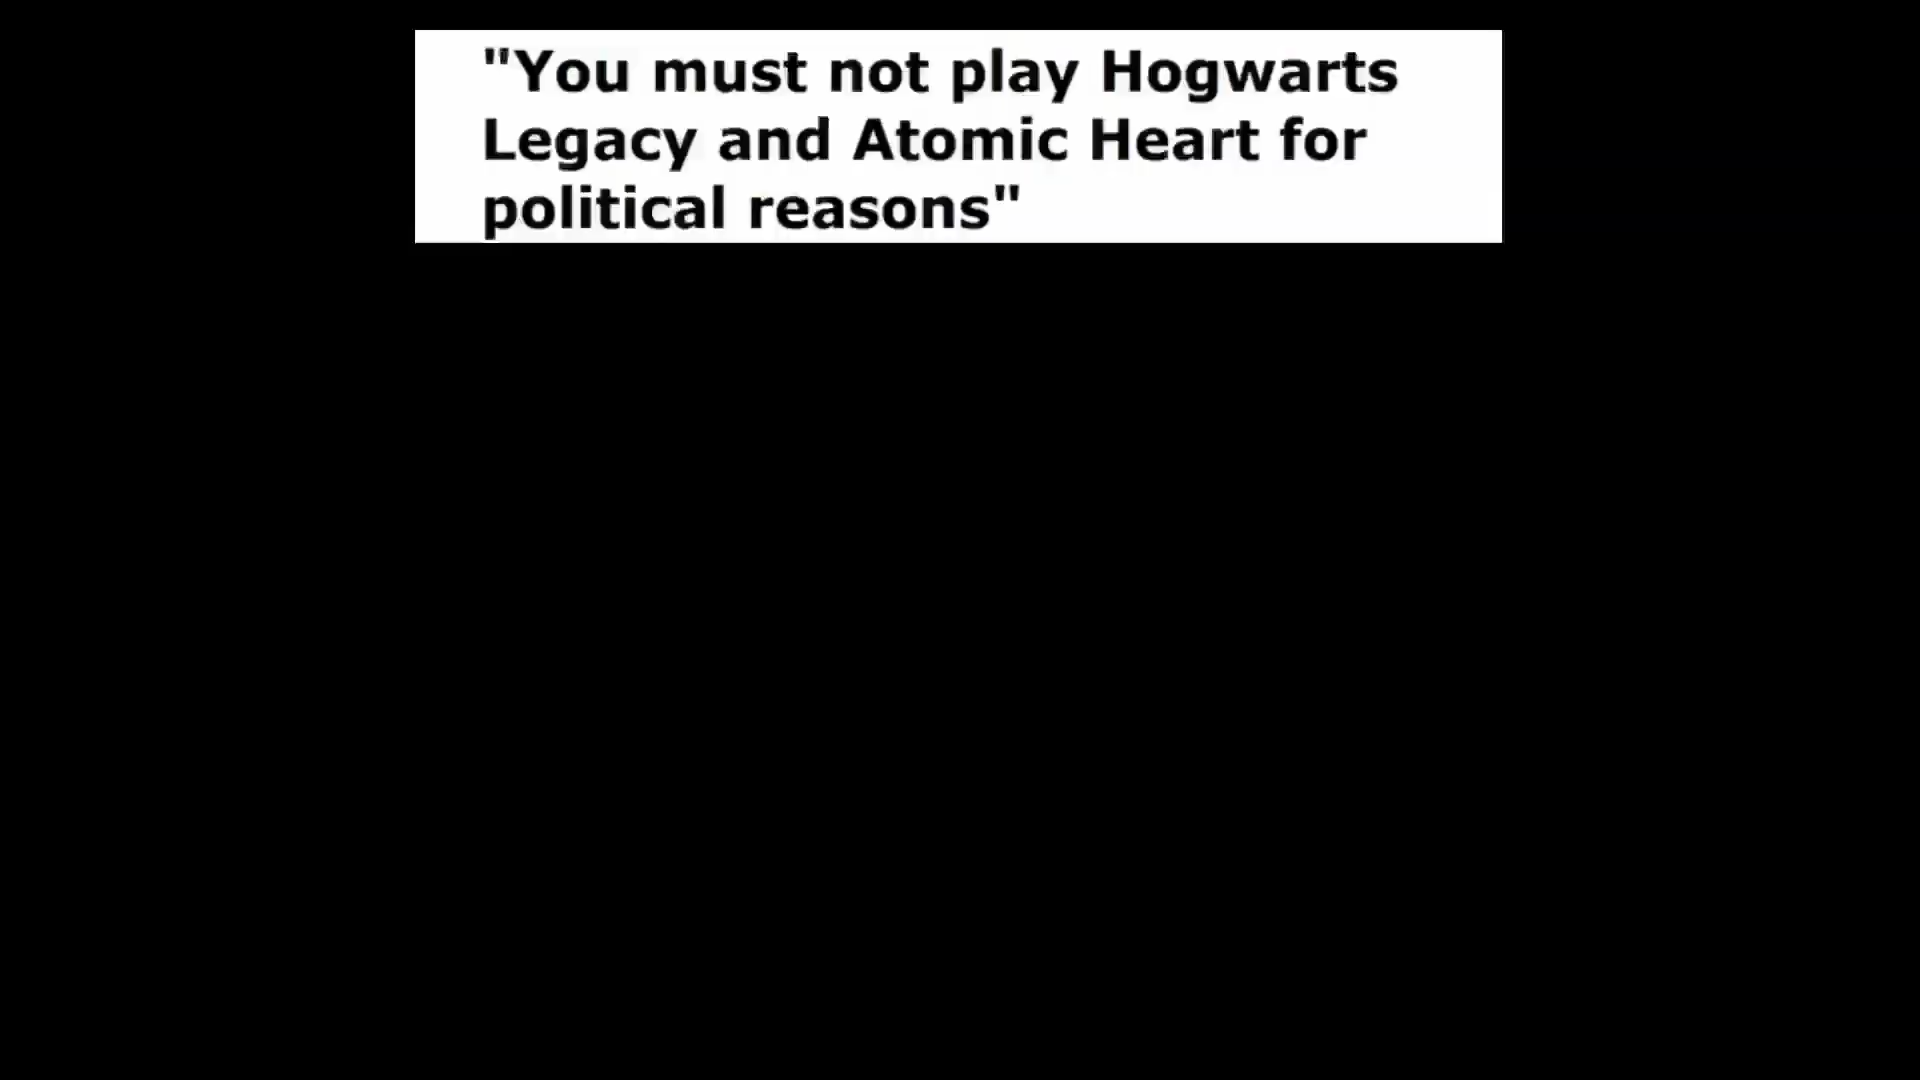 "You must not play Hogwarts
Legacy and Atomic Heart for
political reasons"